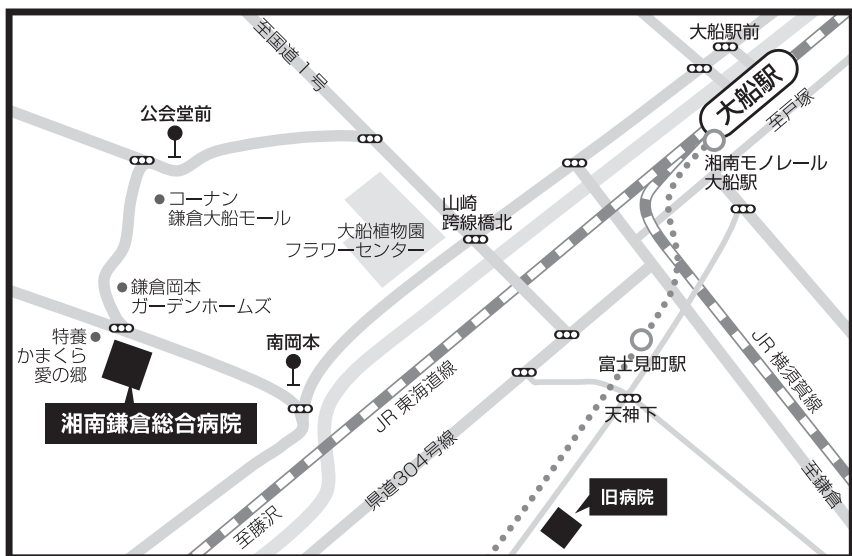 至国道1号
大船駅前
大船駅
至戸塚
公会堂前
湘南モノレール
大船駅
コーナン
鎌倉大船モール
山崎
跨線橋北
大船植物園
フラワーセンター
鎌倉岡本
ガーデンホームズ
特養
かまくら
愛の郷
南岡本
富士見町駅
JR横須賀線
JR東海道線
湘南鎌倉総合病院
天神下
県道304号線
至鎌倉
旧病院
至藤沢